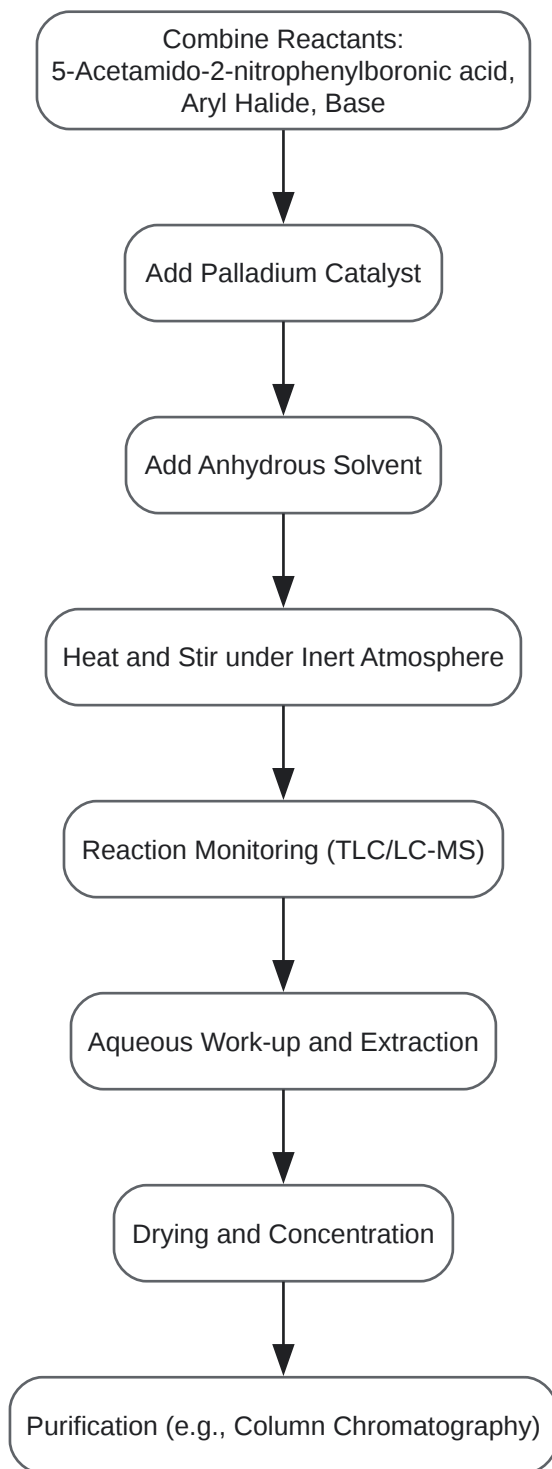 Combine Reactants:
5-Acetamido-2-nitrophenylboronic acid,
Aryl Halide, Base
Add Palladium Catalyst
Add Anhydrous Solvent
Heat and Stir under Inert Atmosphere
Reaction Monitoring (TLC/LC-MS)
Aqueous Work-up and Extraction
Drying and Concentration
Purification (e.g., Column Chromatography)